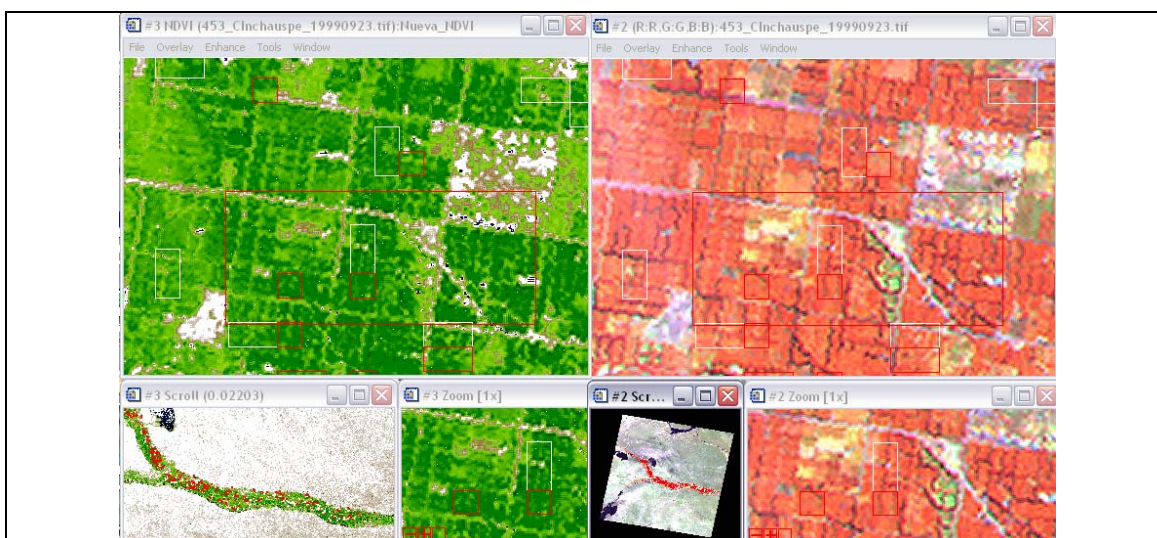 #3 NDVI (453_CInchauspe_19990923.tif):Nueva_NDVI
File Overlay Enhance Tools Window
#2 (R:R,G:G,B:B):453_CInchauspe_19990923.tif
File Overlay Enhance Tools Window
#3 Scroll (0.02203)
#3 Zoom [1x]
#2 Scr...
#2 Zoom [1x]